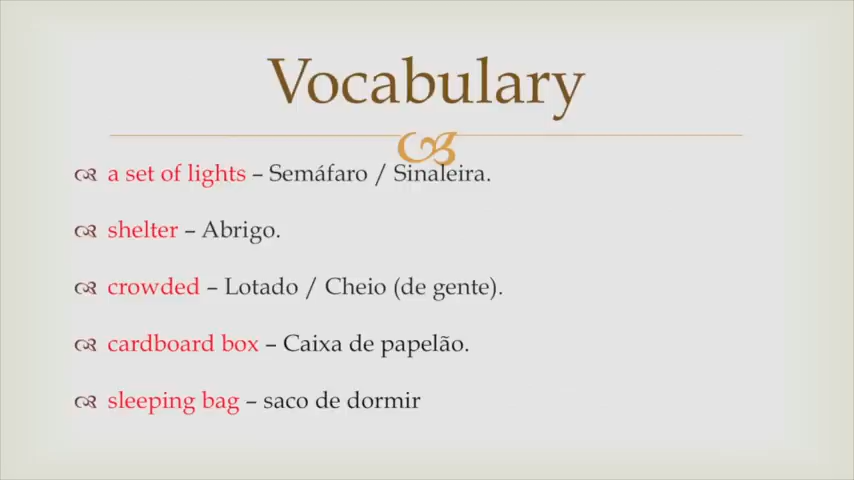 Vocabulary
a set of lights – Semáfaro / Sinaleira.
shelter – Abrigo.
crowded – Lotado / Cheio (de gente).
cardboard box – Caixa de papelão.
sleeping bag – saco de dormir